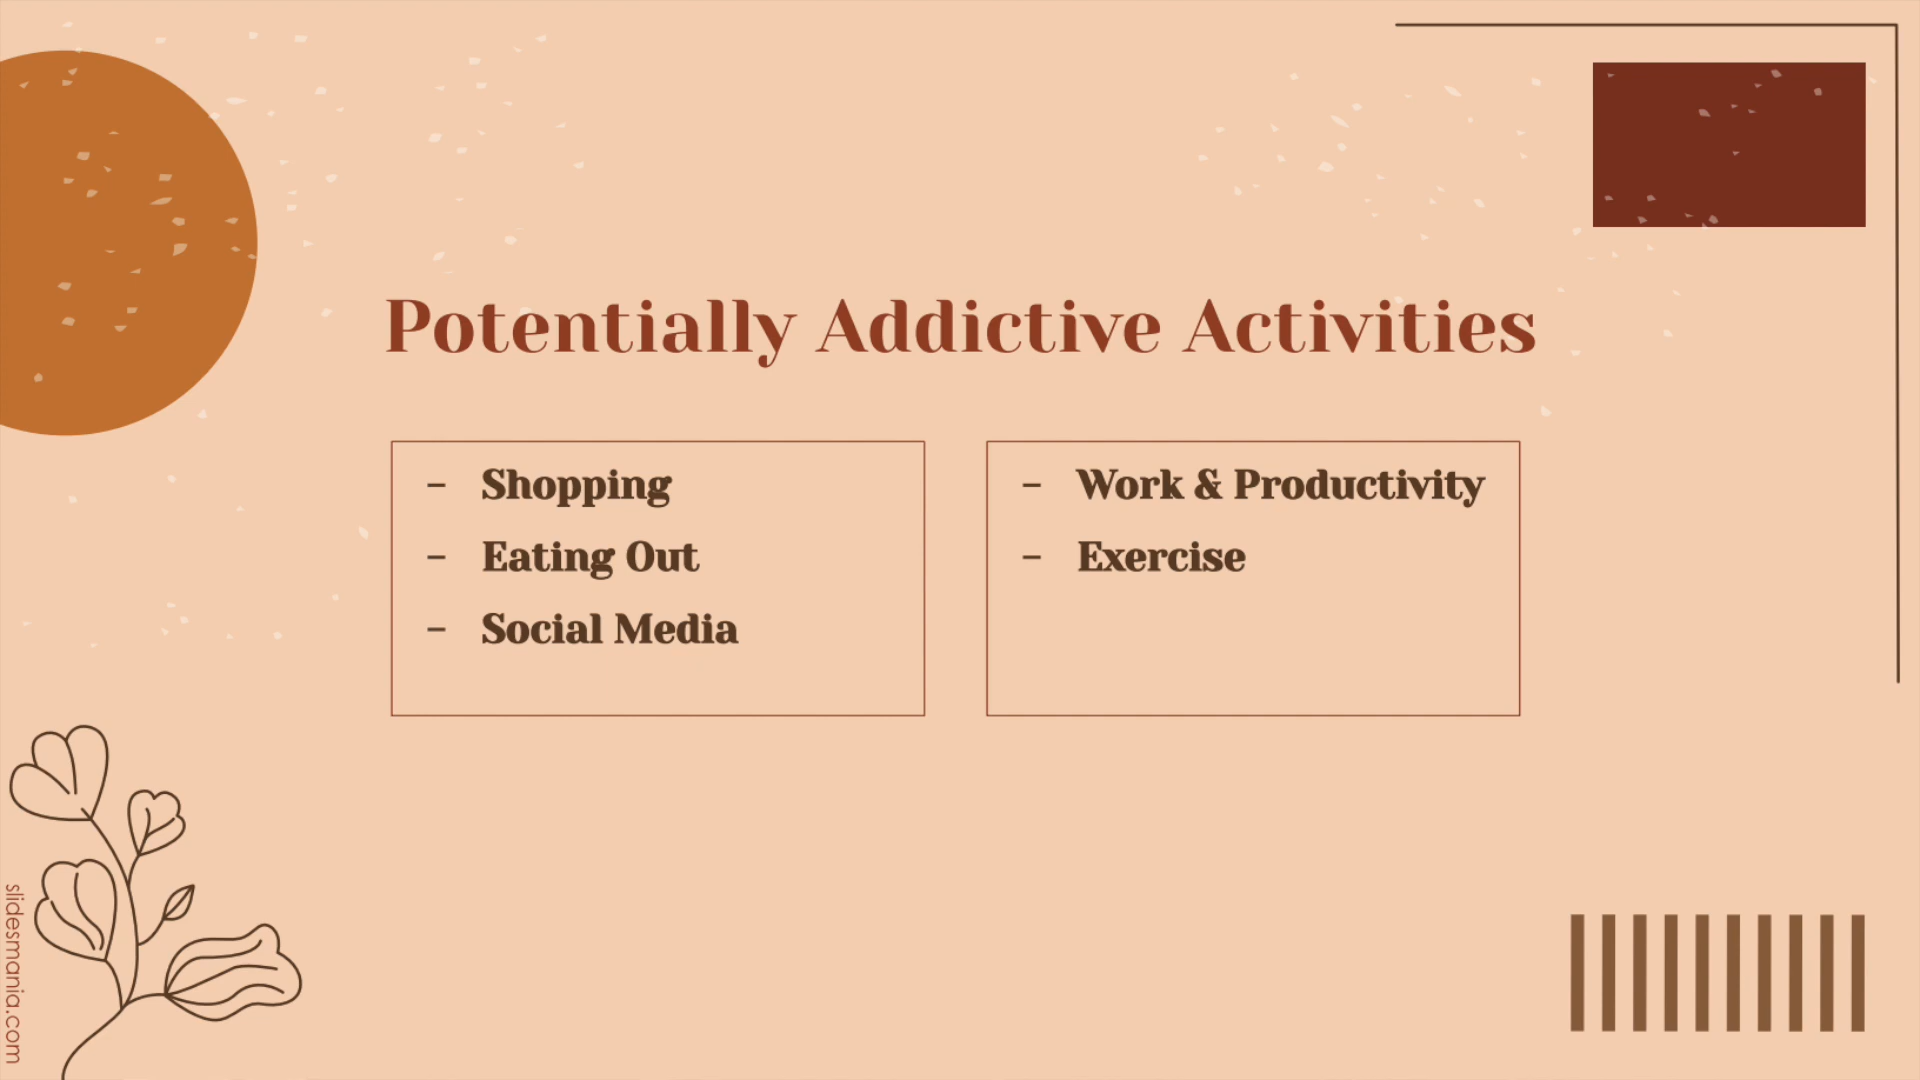 Potentially Addictive Activities
- Shopping
- Eating Out
- Social Media
- Work & Productivity
- Exercise
slidesmania.com